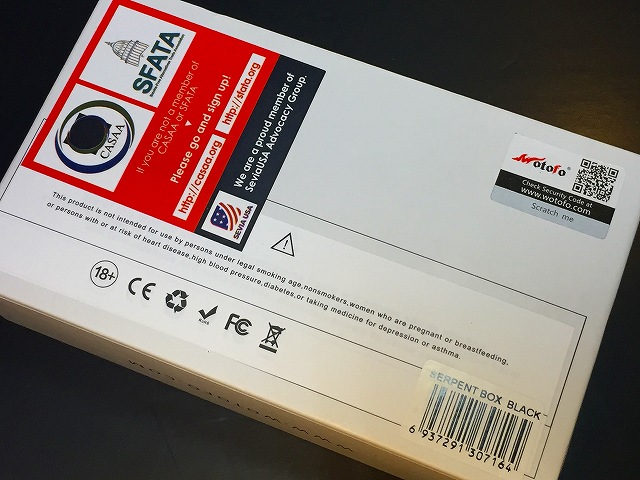 SFATA
CASAA
If you are not a member of
CASAA or SFATA
▼
Please go and sign up!
http://casaa.org
http://sfata.org
We are a proud member of
SeviaUSA Advocacy Group.
SEVIA USA
wotofo®
Check Security Code at
www.wotofo.com
Scratch me
This product is not intended for use by persons under legal smoking age,nonsmokers,women who are pregnant or breastfeeding,
or persons with or at risk of heart disease,high blood pressure,diabetes,or taking medicine for depression or asthma.
18+
CE
RoHS
FC
SERPENT BOX BLACK
6 937291 307164
WWW.WOTOFO.COM